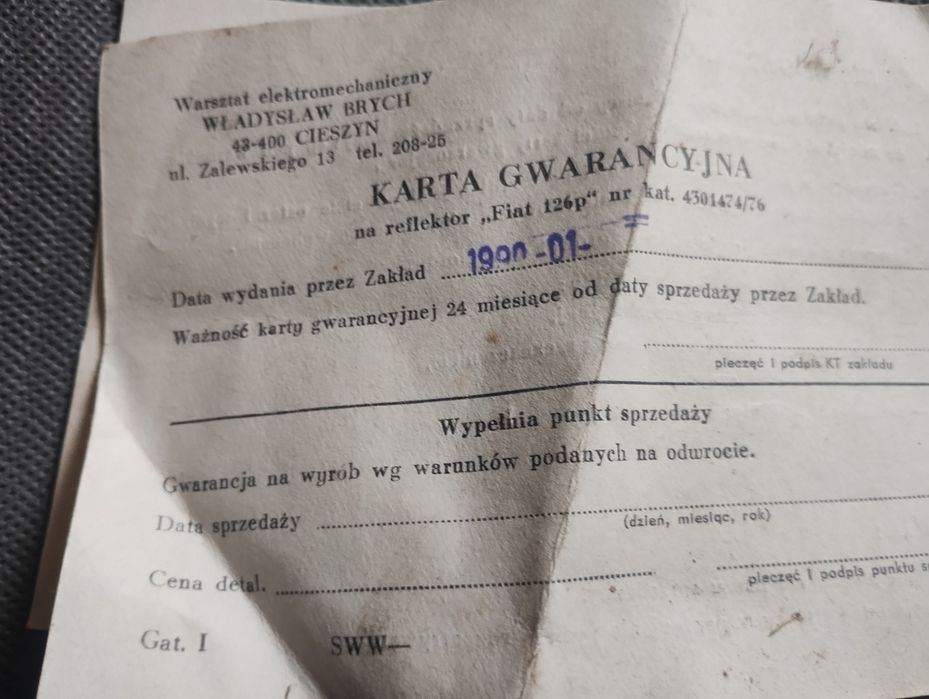 Warsztat elektromechaniczny
WŁADYSŁAW BRYCH
43-400 CIESZYN
ul. Zalewskiego 13 tel. 208-25
KARTA GWARANCYJNA
na reflektor „Fiat 126p“ nr kat. 4301474/76
Data wydania przez Zakład 1990 -01-
Ważność karty gwarancyjnej 24 miesiące od daty sprzedaży przez Zakład.
pieczęć i podpis KT zakładu
Wypełnia punkt sprzedaży
Gwarancja na wyrób wg warunków podanych na odwrocie.
Data sprzedaży
(dzień, miesiąc, rok)
Cena detal.
pieczęć i podpis punktu
Gat. I SWW—